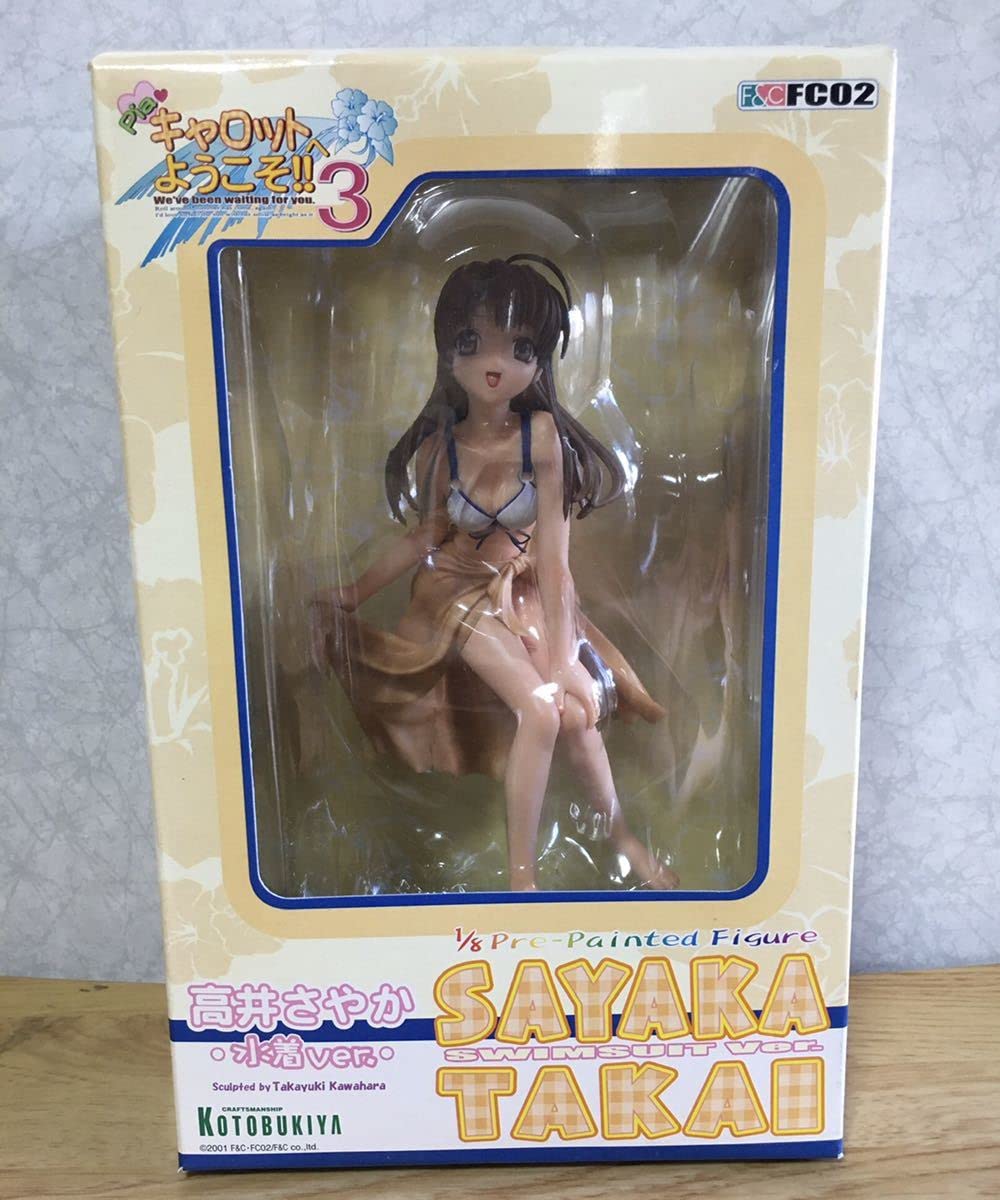 Pia♥
キャロットへ
ようこそ!!
3
We've been waiting for you.
F&C FC02
1/8 Pre-Painted Figure
SAYAKA
SWIMSUIT Ver.
TAKAI
高井さやか
・水着ver.・
Sculpted by Takayuki Kawahara
CRAFTSMANSHIP
KOTOBUKIYA
©2001 F&C・FC02/F&C co.,ltd.